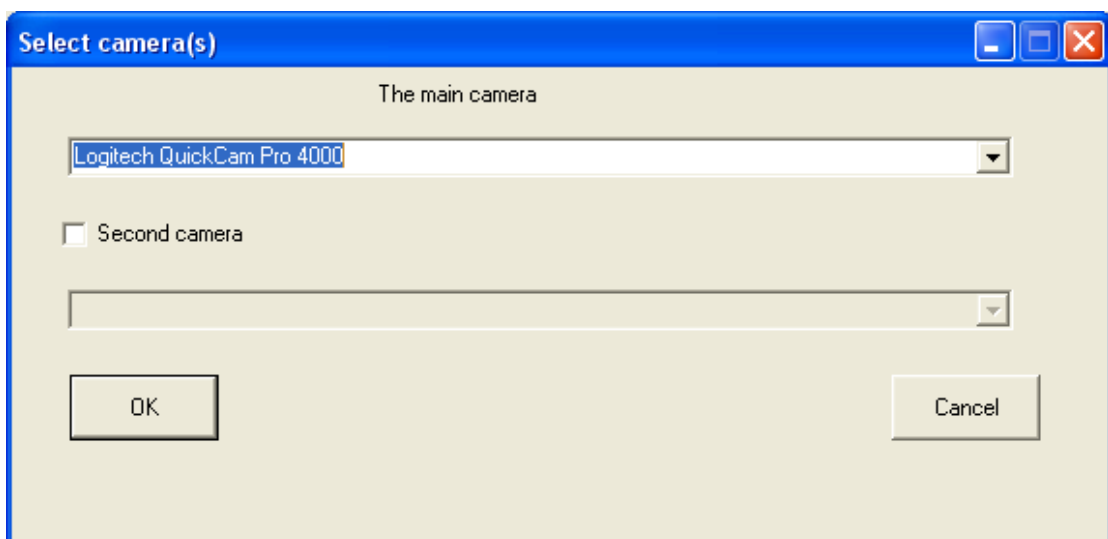 Select camera(s)
The main camera
Logitech QuickCam Pro 4000
Second camera
OK
Cancel